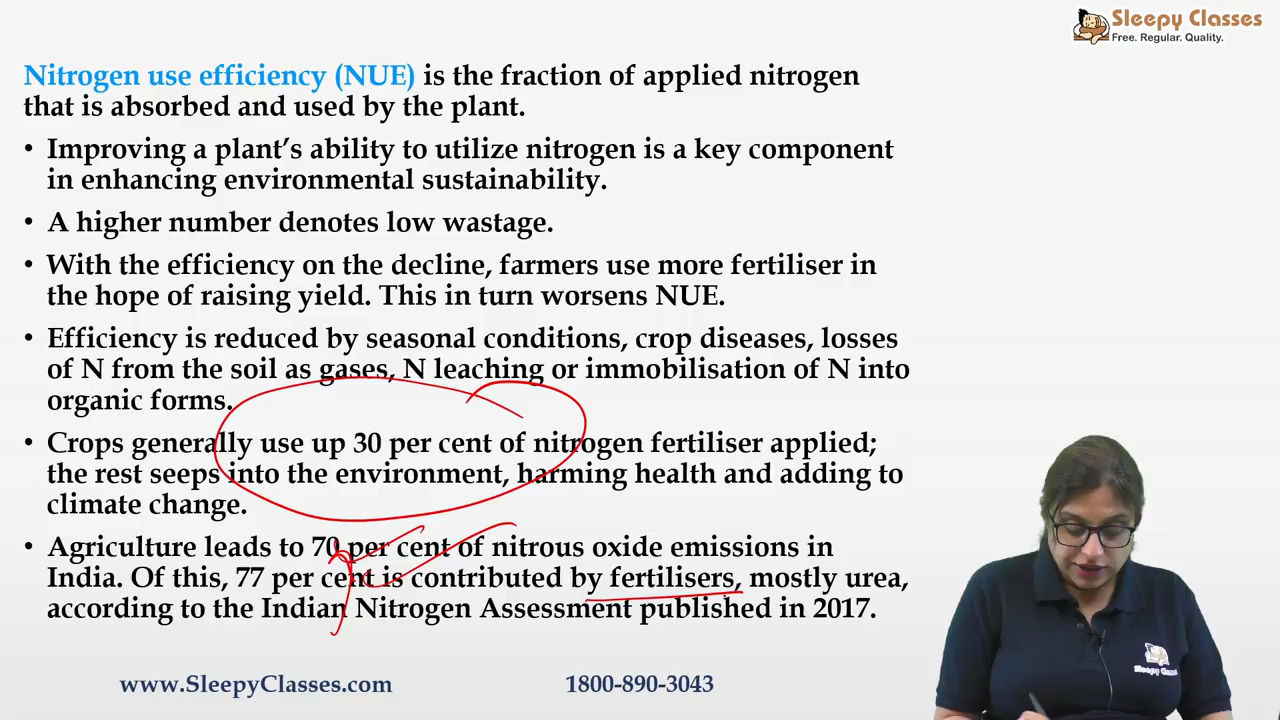 Sleepy Classes
Free. Regular. Quality.
Nitrogen use efficiency (NUE) is the fraction of applied nitrogen
that is absorbed and used by the plant.
• Improving a plant’s ability to utilize nitrogen is a key component
in enhancing environmental sustainability.
• A higher number denotes low wastage.
• With the efficiency on the decline, farmers use more fertiliser in
the hope of raising yield. This in turn worsens NUE.
• Efficiency is reduced by seasonal conditions, crop diseases, losses
of N from the soil as gases, N leaching or immobilisation of N into
organic forms.
• Crops generally use up 30 per cent of nitrogen fertiliser applied;
the rest seeps into the environment, harming health and adding to
climate change.
• Agriculture leads to 70 per cent of nitrous oxide emissions in
India. Of this, 77 per cent is contributed by fertilisers, mostly urea,
according to the Indian Nitrogen Assessment published in 2017.
www.SleepyClasses.com
1800-890-3043